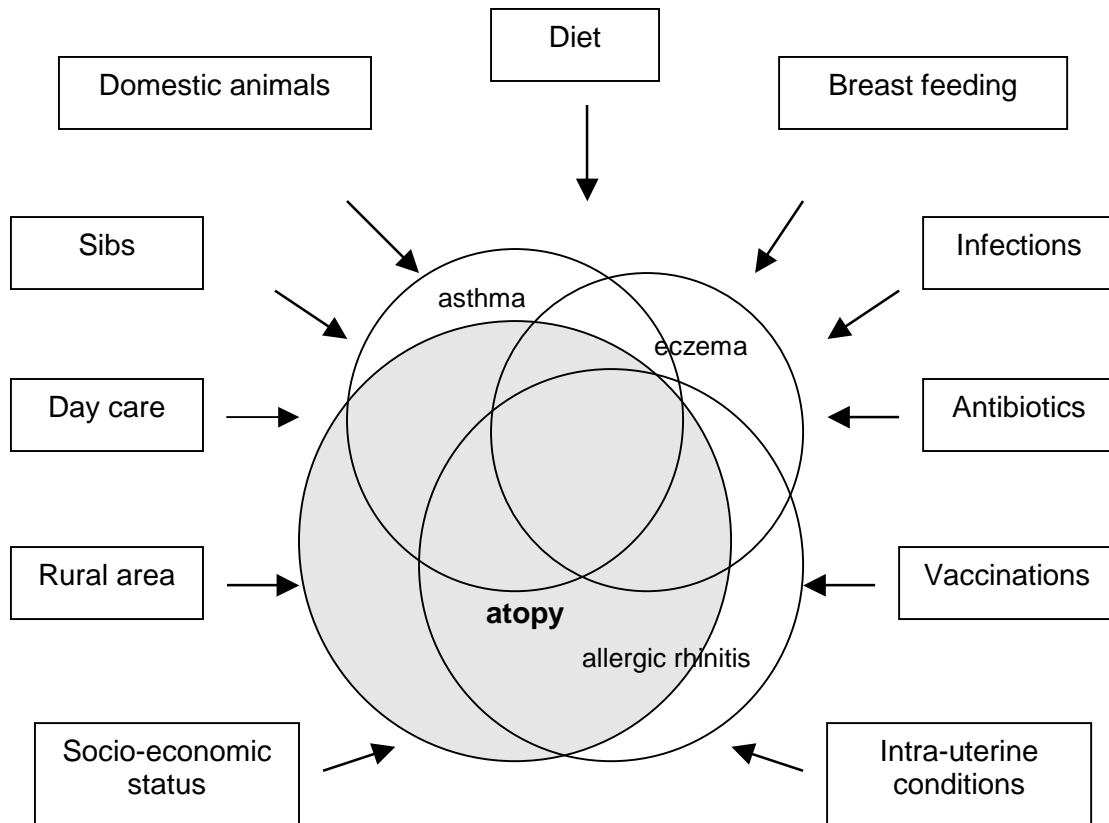 Diet
Domestic animals
Breast feeding
Sibs
Infections
asthma
eczema
Day care
Antibiotics
Rural area
Vaccinations
atopy
allergic rhinitis
Socio-economic
status
Intra-uterine
conditions